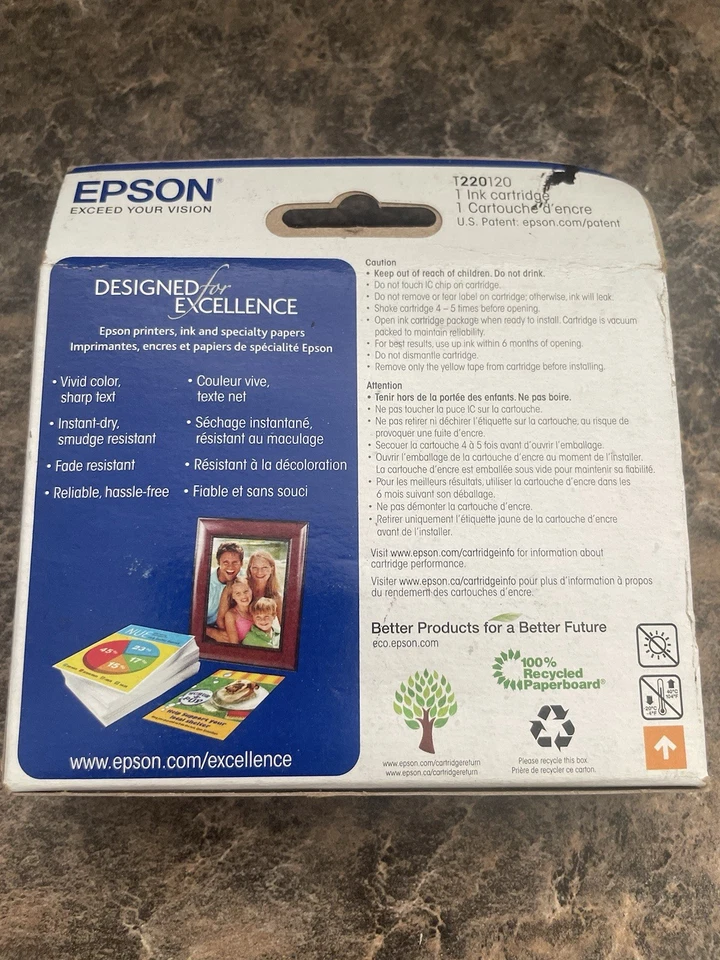 EPSON®
EXCEED YOUR VISION
T220120
1 Ink cartridge
1 Cartouche d'encre
U.S. Patent: epson.com/patent
DESIGNED for
EXCELLENCE
Epson printers, ink and specialty papers
Imprimantes, encres et papiers de spécialité Epson
• Vivid color,
sharp text
• Instant-dry,
smudge resistant
• Fade resistant
• Reliable, hassle-free
• Couleur vive,
texte net
• Séchage instantané,
résistant au maculage
• Résistant à la décoloration
• Fiable et sans souci
45%
23%
17%
15%
www.epson.com/excellence
Caution
• Keep out of reach of children. Do not drink.
• Do not touch IC chip on cartridge.
• Do not remove or tear label on cartridge; otherwise, ink will leak.
• Shake cartridge 4 – 5 times before opening.
• Open ink cartridge package when ready to install. Cartridge is vacuum
packed to maintain reliability.
• For best results, use up ink within 6 months of opening.
• Do not dismantle cartridge.
• Remove only the yellow tape from cartridge before installing.
Attention
• Tenir hors de la portée des enfants. Ne pas boire.
• Ne pas toucher la puce IC sur la cartouche.
• Ne pas retirer ni déchirer l'étiquette sur la cartouche, au risque de
provoquer une fuite d'encre.
• Secouer la cartouche 4 à 5 fois avant d'ouvrir l'emballage.
• Ouvrir l'emballage de la cartouche d'encre au moment de l'installer.
La cartouche d'encre est emballée sous vide pour maintenir sa fiabilité.
• Pour les meilleurs résultats, utiliser la cartouche d'encre dans les
6 mois suivant son déballage.
• Ne pas démonter la cartouche d'encre.
• Retirer uniquement l'étiquette jaune de la cartouche d'encre
avant de l'installer.
Visit www.epson.com/cartridgeinfo for information about
cartridge performance.
Visiter www.epson.ca/cartridgeinfo pour plus d'information à propos
du rendement des cartouches d'encre.
Better Products for a Better Future
eco.epson.com
100%
Recycled
Paperboard®
www.epson.com/cartridgereturn
www.epson.ca/cartridgereturn
Please recycle this box.
Prière de recycler ce carton.
-20°C
-4°F
40°C
104°F